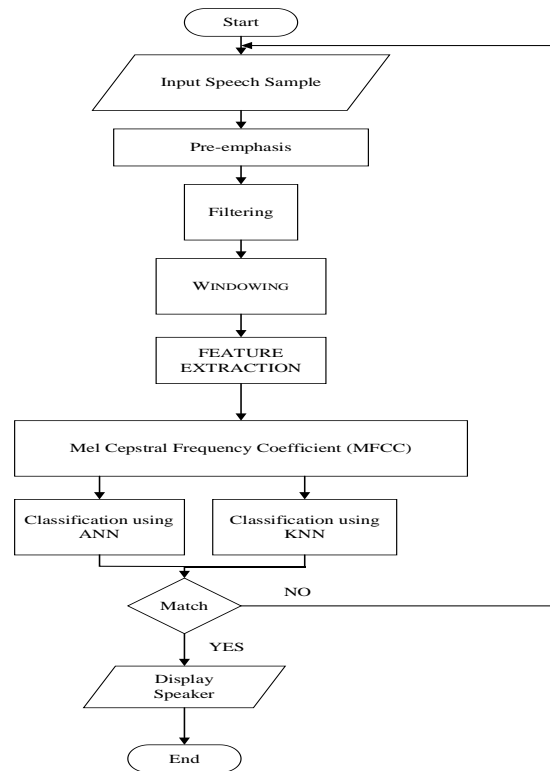 Start
Input Speech Sample
Pre-emphasis
Filtering
WINDOWING
FEATURE
EXTRACTION
Mel Cepstral Frequency Coefficient (MFCC)
Classification using
ANN
Classification using
KNN
Match
NO
YES
Display
Speaker
End